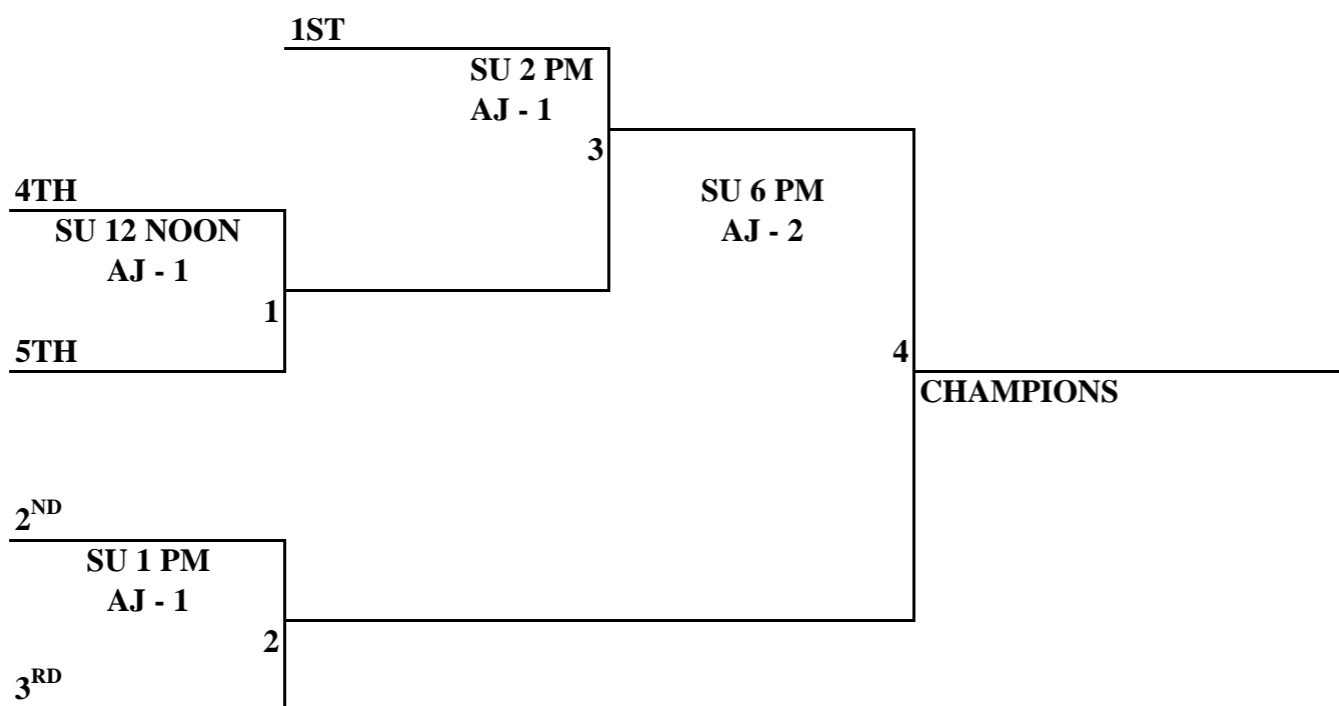 1ST
SU 2 PM
AJ - 1
3
4TH
SU 6 PM
AJ - 2
SU 12 NOON
AJ - 1
1
5TH
4
CHAMPIONS
2ND
SU 1 PM
AJ - 1
2
3RD